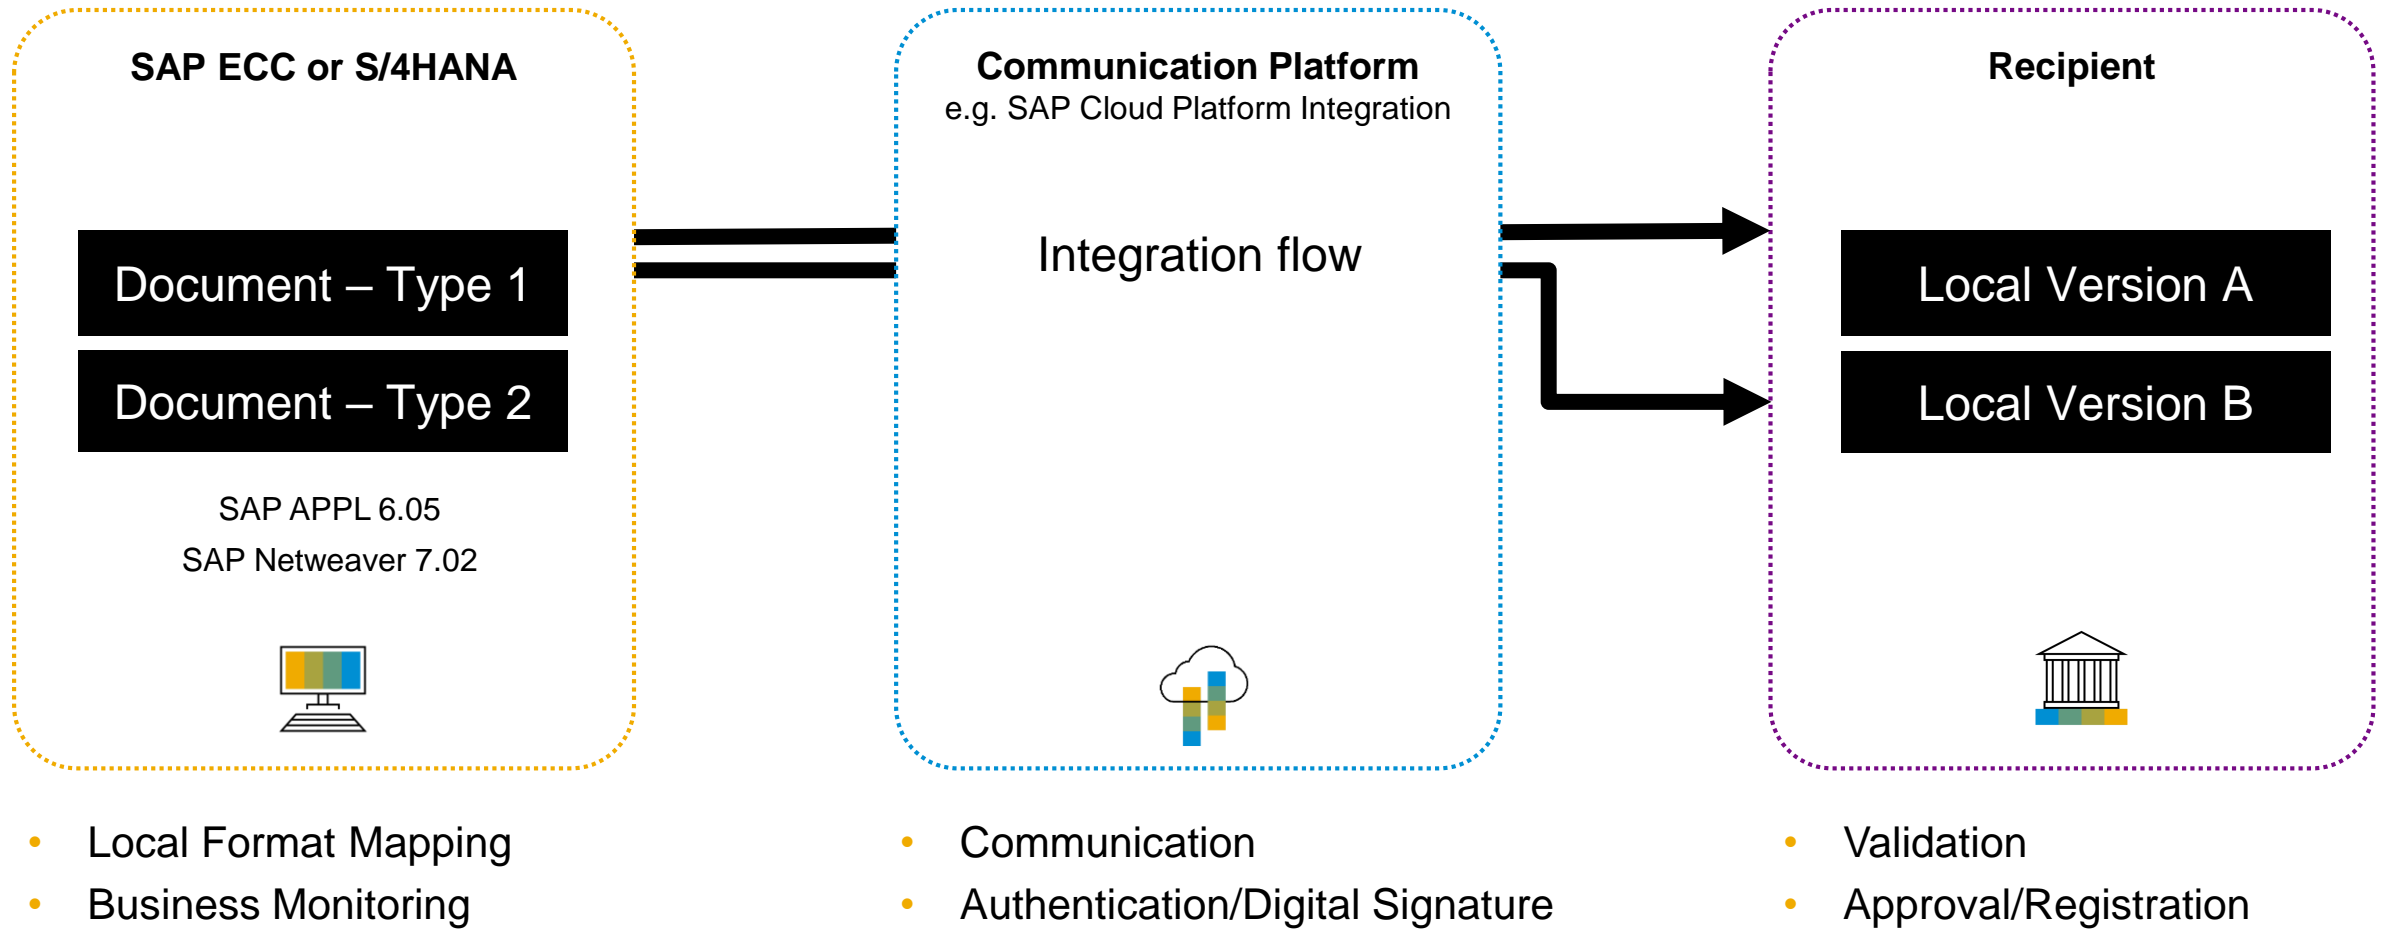 SAP ECC or S/4HANA
Document – Type 1
Document – Type 2
SAP APPL 6.05
SAP Netweaver 7.02
• Local Format Mapping
• Business Monitoring
Communication Platform
e.g. SAP Cloud Platform Integration
Integration flow
• Communication
• Authentication/Digital Signature
Recipient
Local Version A
Local Version B
• Validation
• Approval/Registration